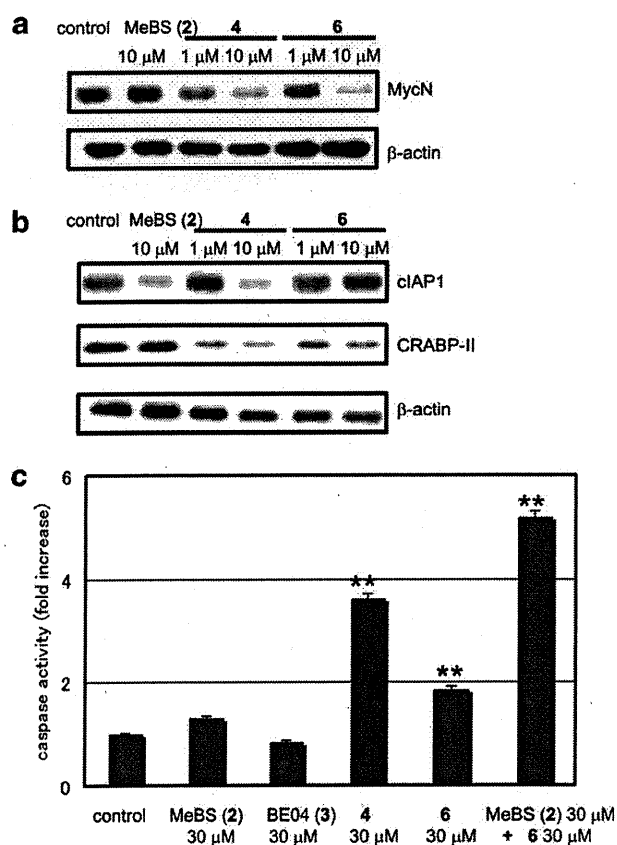 a
control MeBS (2) 4 6
10 µM 1 µM 10 µM 1 µM 10 µM
MycN
β-actin
b
control MeBS (2) 4 6
10 µM 1 µM 10 µM 1 µM 10 µM
cIAP1
CRABP-II
β-actin
c
caspase activity (fold increase)
6
4
2
0
** ** **
control MeBS (2) BE04 (3) 4 6 MeBS (2) 30 µM
30 µM 30 µM 30 µM 30 µM + 6 30 µM